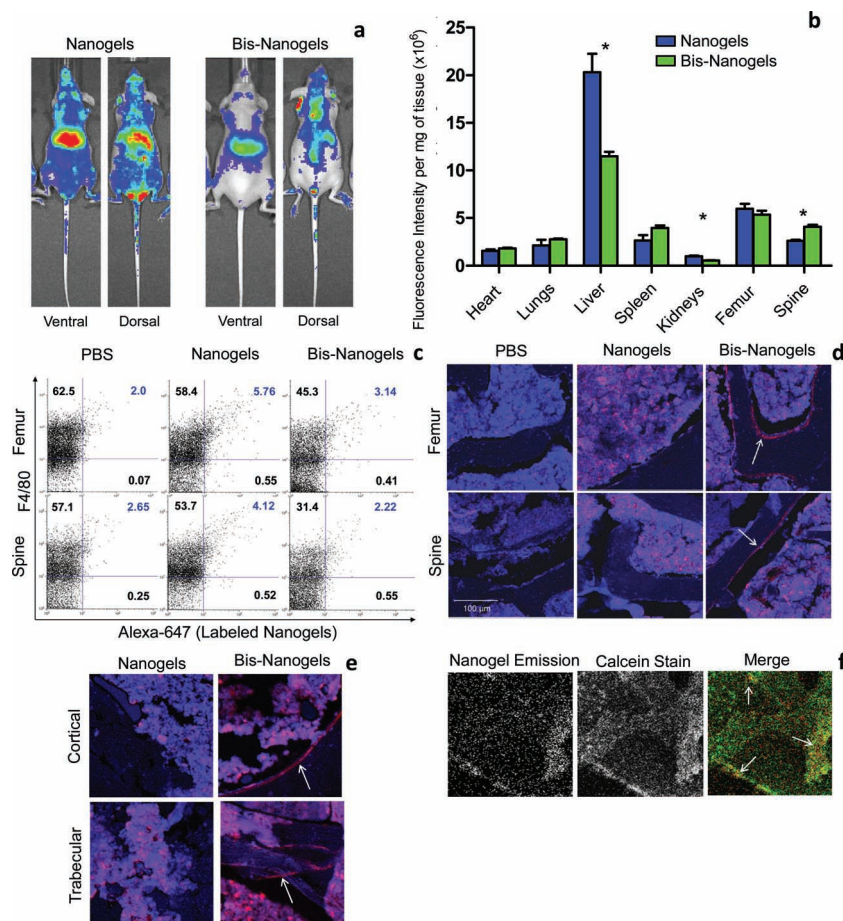 a
Nanogels Bis-Nanogels
Ventral Dorsal Ventral Dorsal
b
Nanogels
Bis-Nanogels
Fluorescence Intensity per mg of tissue (x10⁶)
25
20
15
10
5
0
* * *
Heart Lungs Liver Spleen Kidneys Femur Spine
c
PBS Nanogels Bis-Nanogels
Femur
62.5 2.0 58.4 5.76 45.3 3.14
0.07 0.55 0.41
F4/80
Spine
57.1 2.65 53.7 4.12 31.4 2.22
0.25 0.52 0.55
Alexa-647 (Labeled Nanogels)
d
PBS Nanogels Bis-Nanogels
Femur
Spine
100 µm
e
Nanogels Bis-Nanogels
Cortical
Trabecular
f
Nanogel Emission Calcein Stain Merge